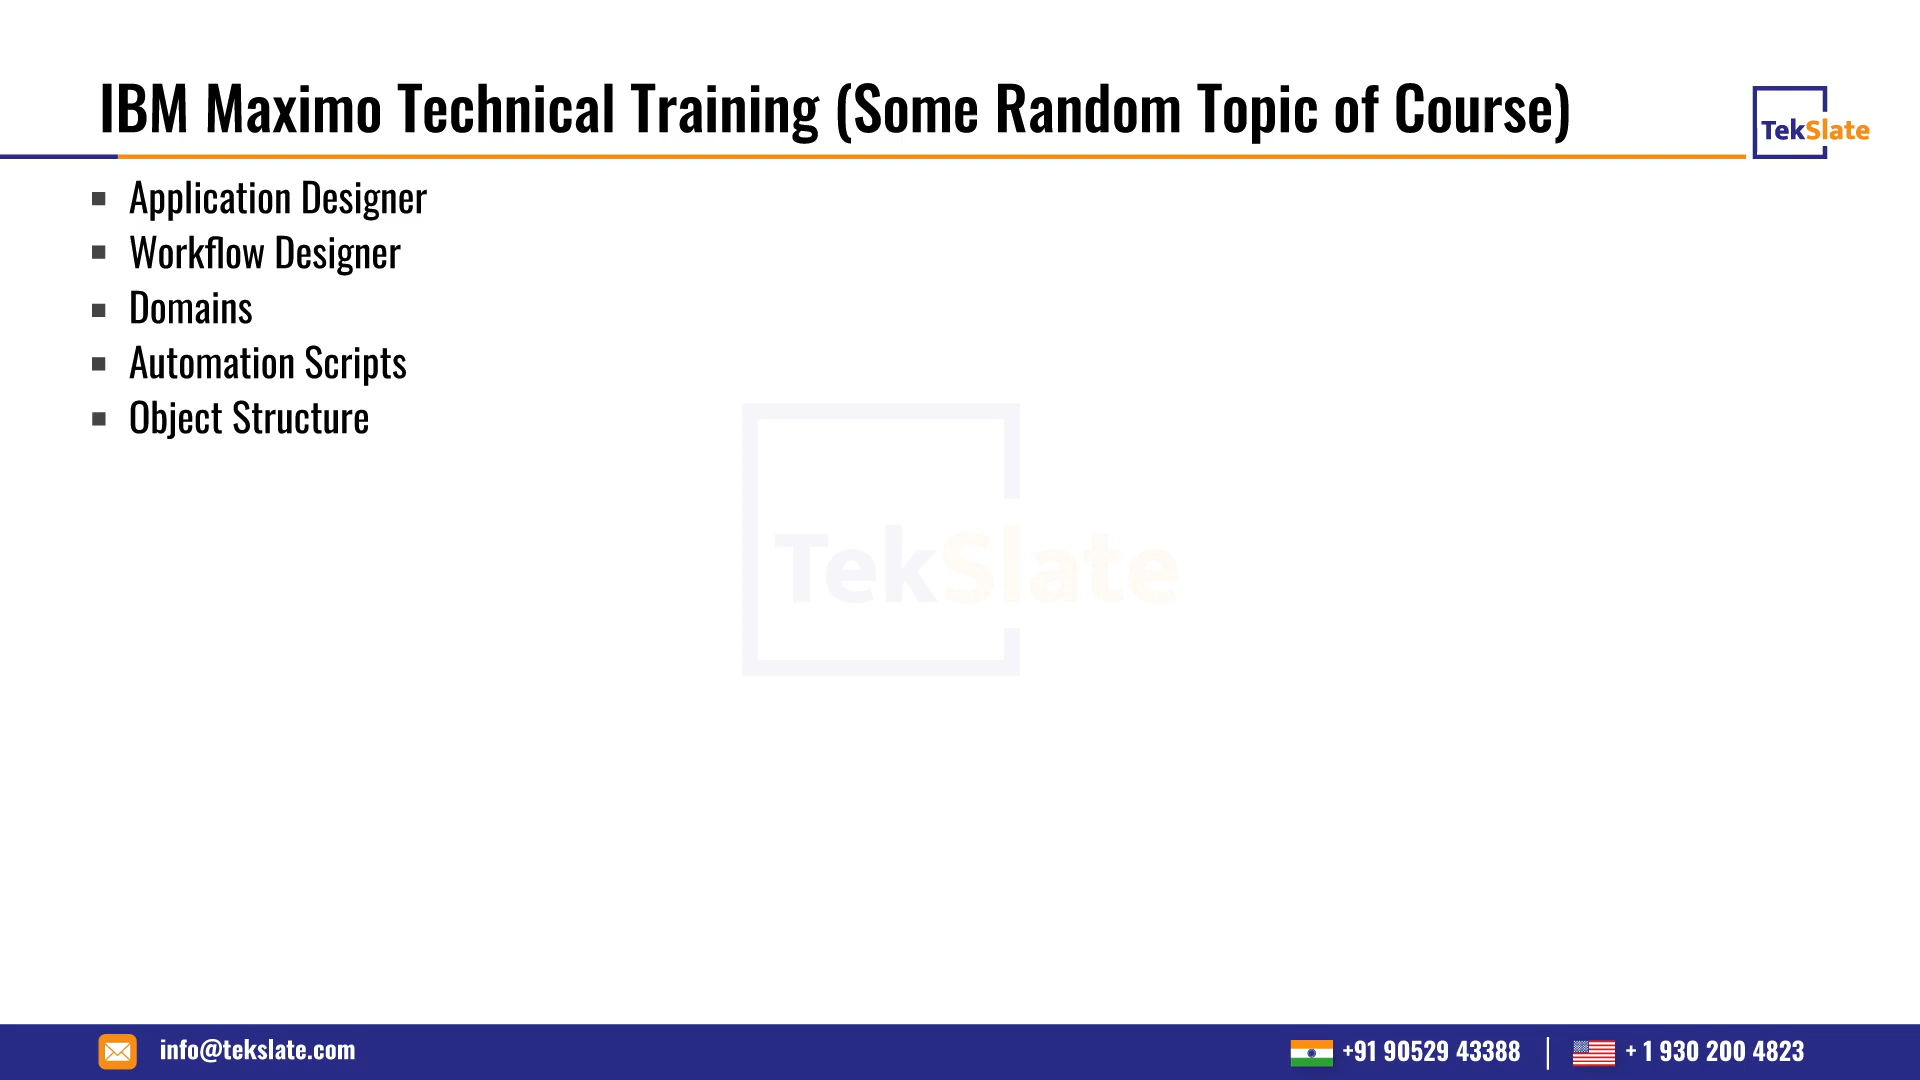 IBM Maximo Technical Training (Some Random Topic of Course)
TekSlate
Application Designer
Workflow Designer
Domains
Automation Scripts
Object Structure
TekSlate
info@tekslate.com
+91 90529 43388
+ 1 930 200 4823